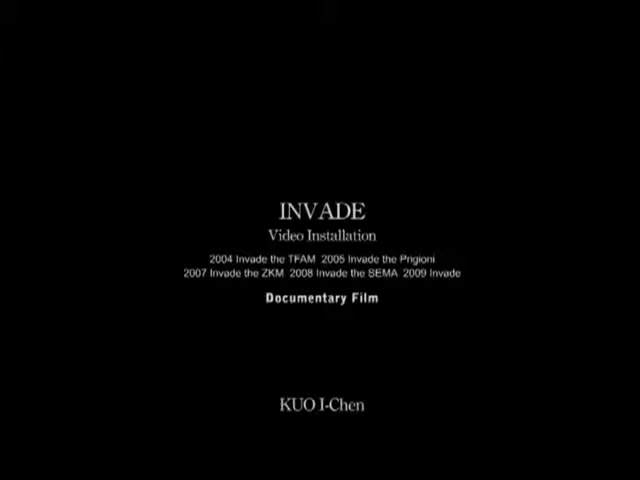 INVADE
Video Installation
2004 Invade the TFAM 2005 Invade the Prigioni
2007 Invade the ZKM 2008 Invade the SEMA 2009 Invade
Documentary Film
KUO I-Chen